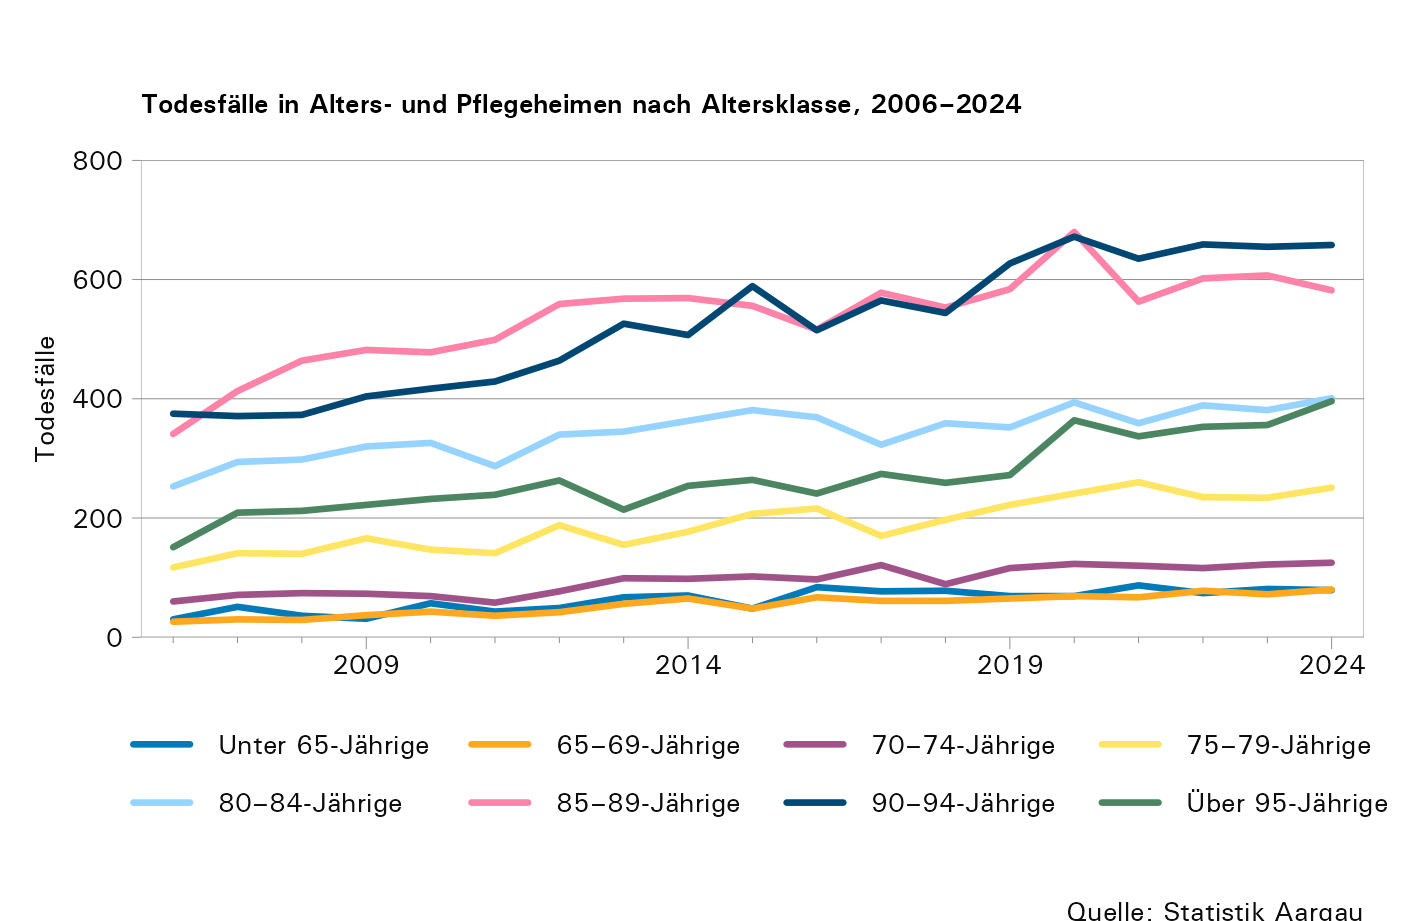 Todesfälle in Alters- und Pflegeheimen nach Altersklasse, 2006–2024
800
600
400
200
0
Todesfälle
2009 2014 2019 2024
Unter 65-Jährige 65–69-Jährige 70–74-Jährige 75–79-Jährige
80–84-Jährige 85–89-Jährige 90–94-Jährige Über 95-Jährige
Quelle: Statistik Aargau